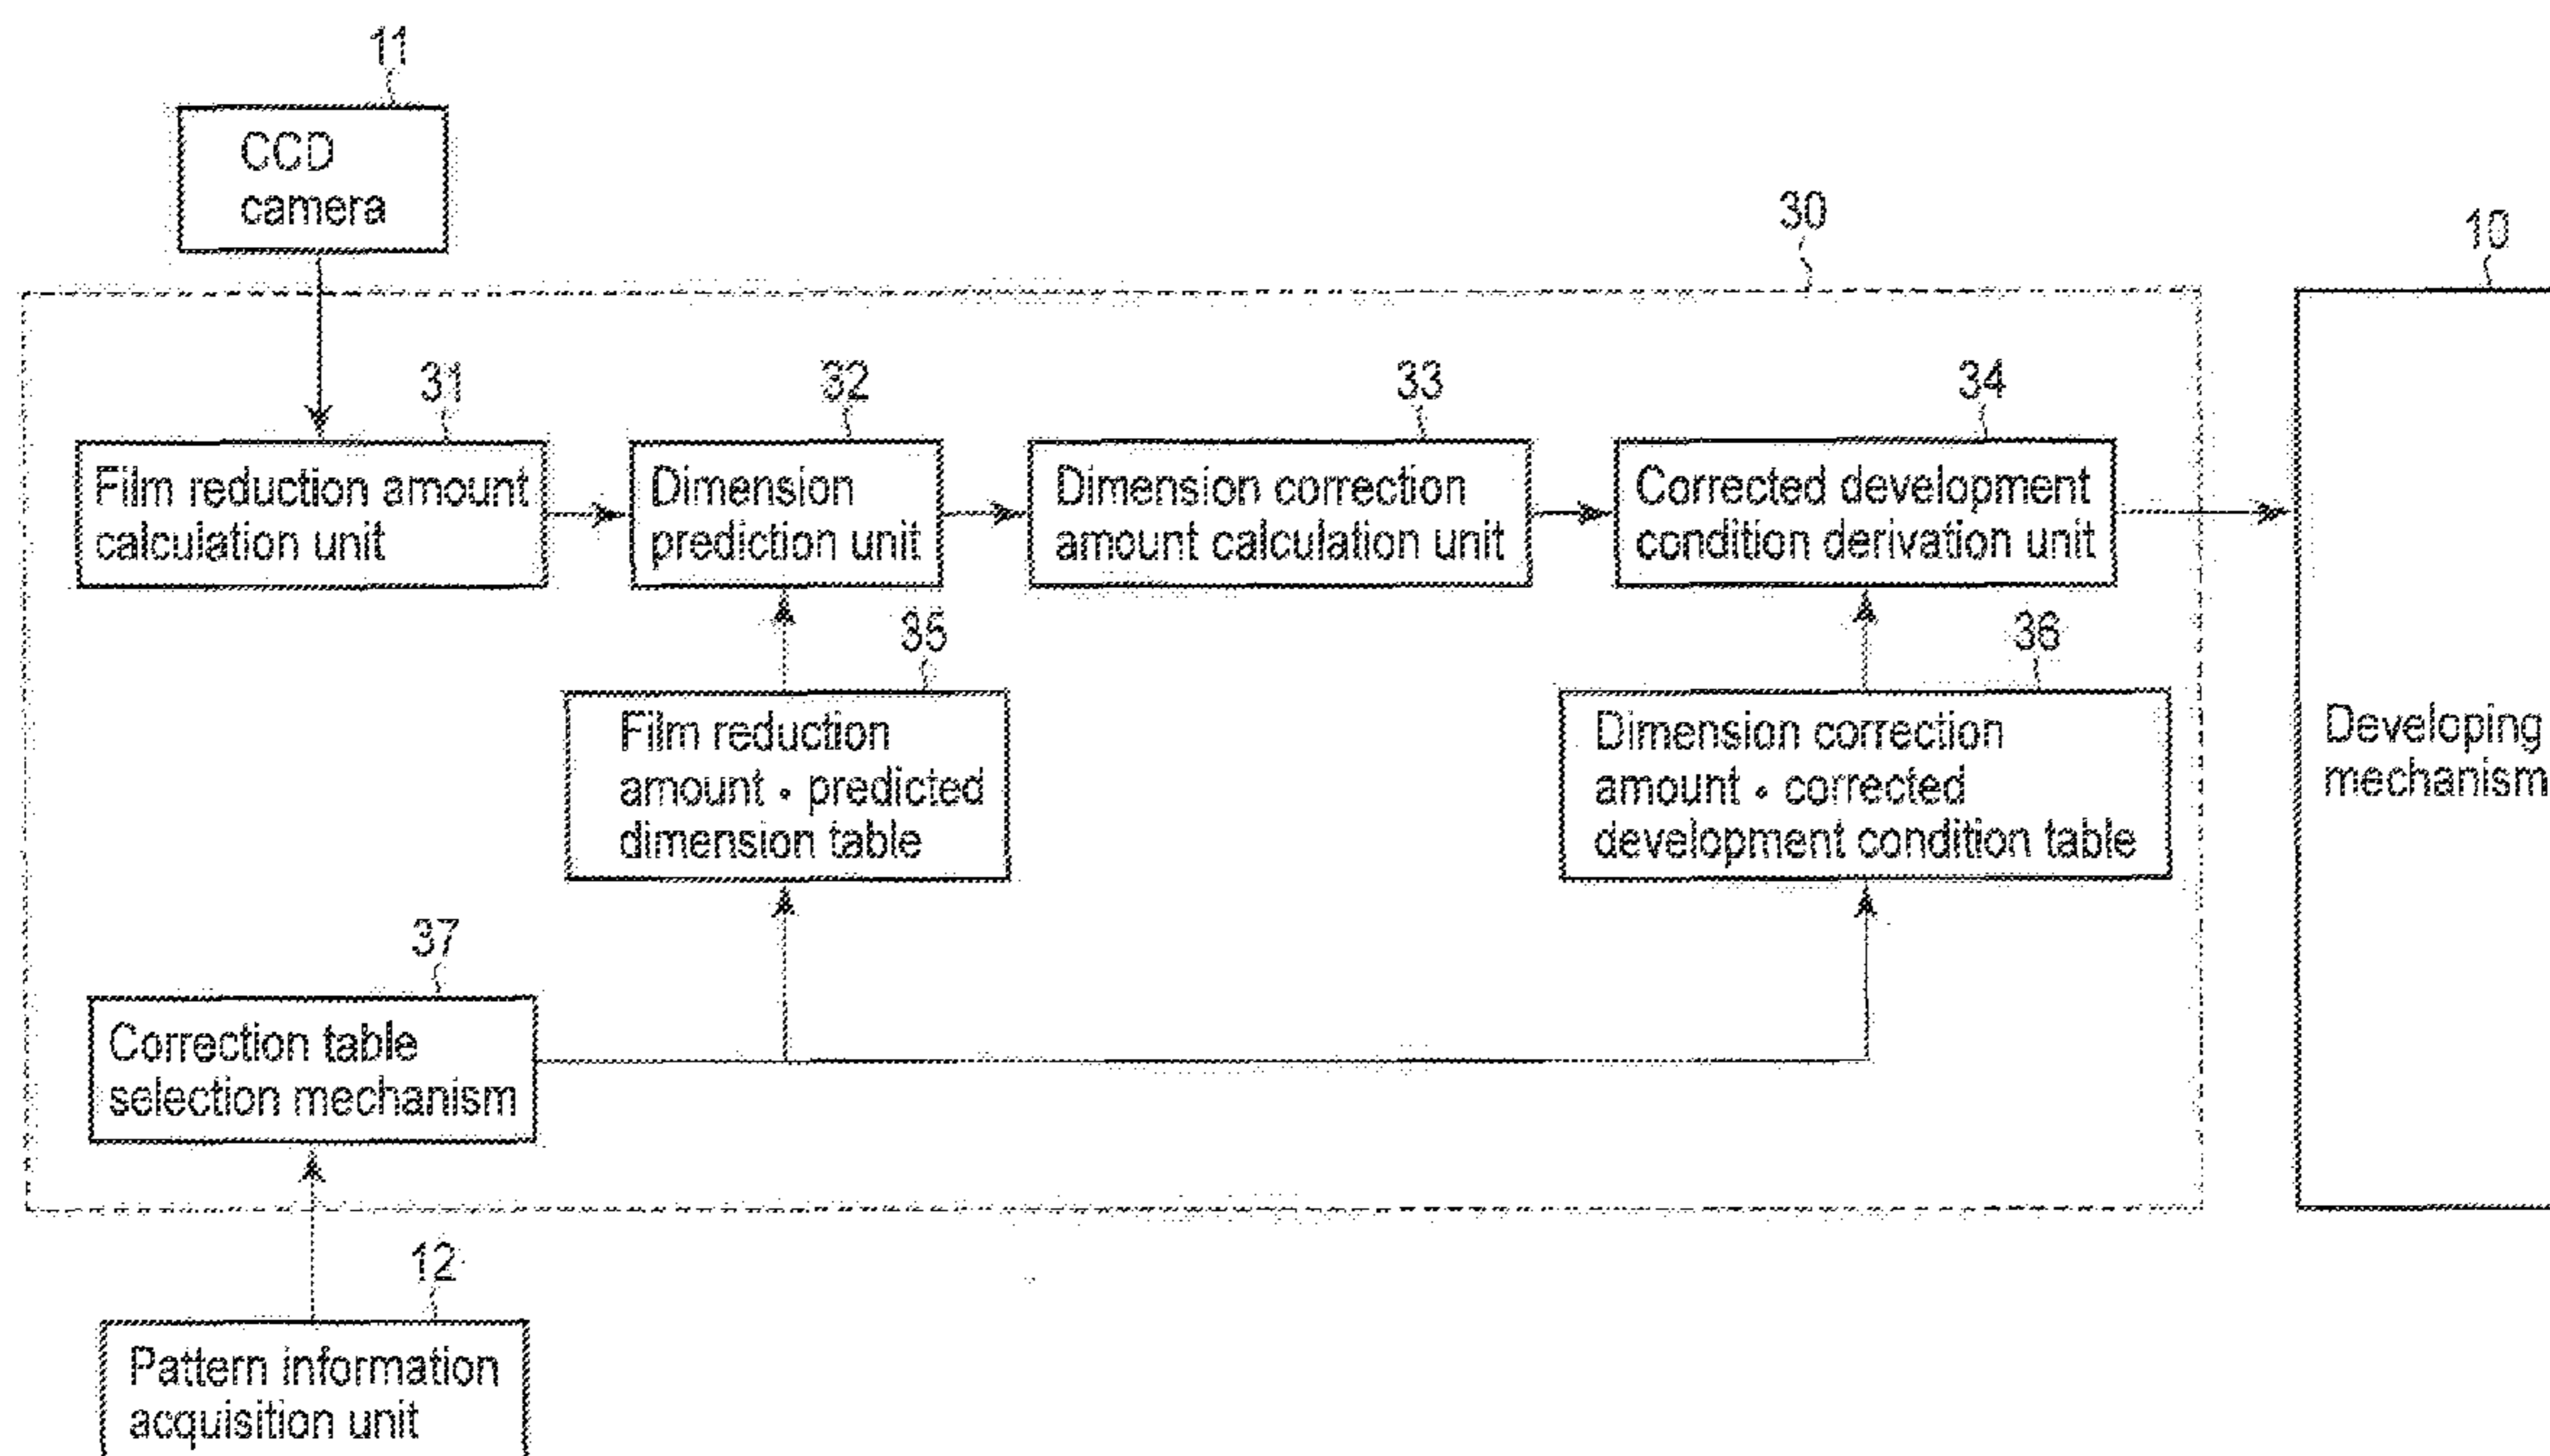 11
CCD
camera
30
10
31
32
33
34
Film reduction amount
calculation unit
Dimension
prediction unit
Dimension correction
amount calculation unit
Corrected development
condition derivation unit
35
36
Film reduction
amount • predicted
dimension table
Dimension correction
amount • corrected
development condition table
Developing
mechanism
37
Correction table
selection mechanism
12
Pattern information
acquisition unit